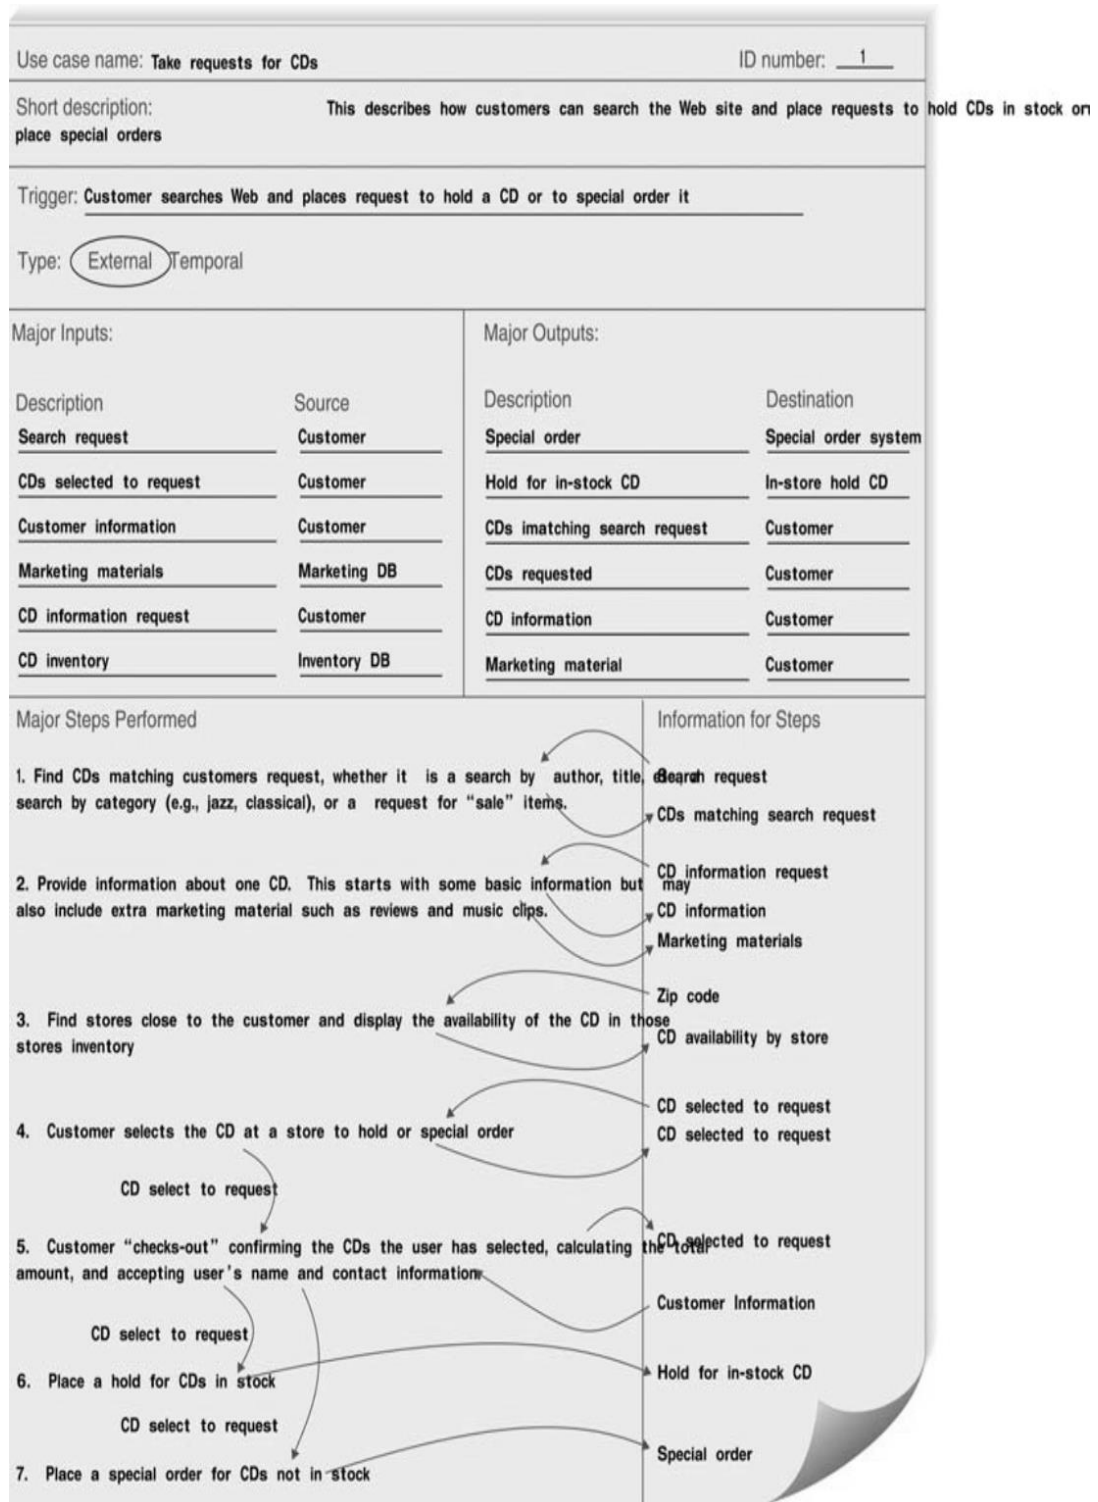 Use case name: Take requests for CDs
ID number: 1
Short description: This describes how customers can search the Web site and place requests to hold CDs in stock or
place special orders
Trigger: Customer searches Web and places request to hold a CD or to special order it
Type: External Temporal
Major Inputs:
Description Source
Search request Customer
CDs selected to request Customer
Customer information Customer
Marketing materials Marketing DB
CD information request Customer
CD inventory Inventory DB
Major Outputs:
Description Destination
Special order Special order system
Hold for in-stock CD In-store hold CD
CDs imatching search request Customer
CDs requested Customer
CD information Customer
Marketing material Customer
Major Steps Performed
Information for Steps
1. Find CDs matching customers request, whether it is a search by author, title,
search by category (e.g., jazz, classical), or a request for “sale” items.
Search request
CDs matching search request
2. Provide information about one CD. This starts with some basic information but may
also include extra marketing material such as reviews and music clips.
CD information request
CD information
Marketing materials
3. Find stores close to the customer and display the availability of the CD in those
stores inventory
Zip code
CD availability by store
4. Customer selects the CD at a store to hold or special order
CD selected to request
CD selected to request
CD select to request
5. Customer “checks-out” confirming the CDs the user has selected, calculating the total
amount, and accepting user's name and contact information
CD selected to request
Customer Information
CD select to request
6. Place a hold for CDs in stock
Hold for in-stock CD
CD select to request
7. Place a special order for CDs not in stock
Special order